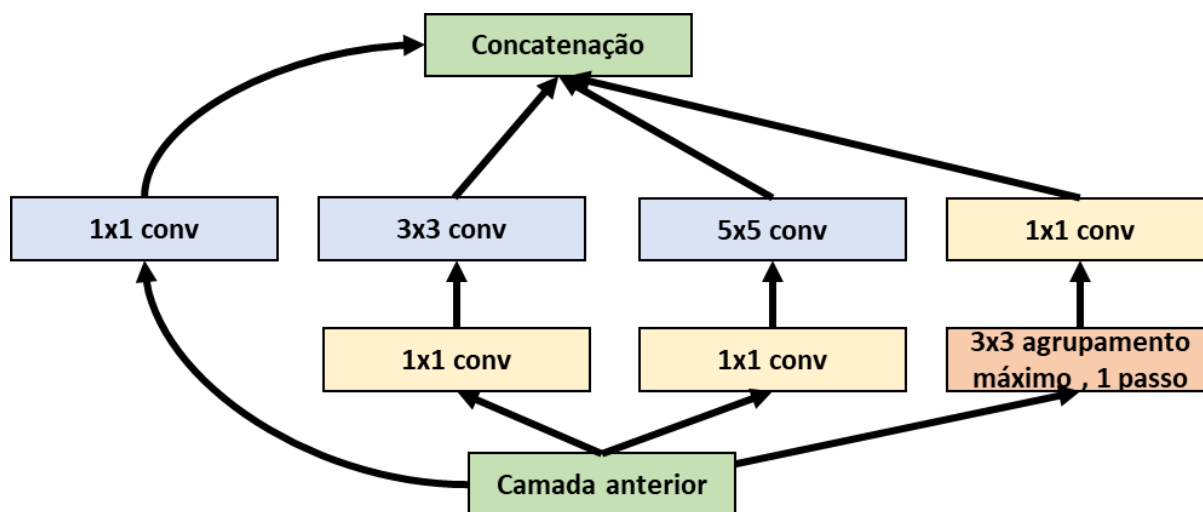 Concatenação
1x1 conv
3x3 conv
5x5 conv
1x1 conv
1x1 conv
1x1 conv
3x3 agrupamento
máximo , 1 passo
Camada anterior